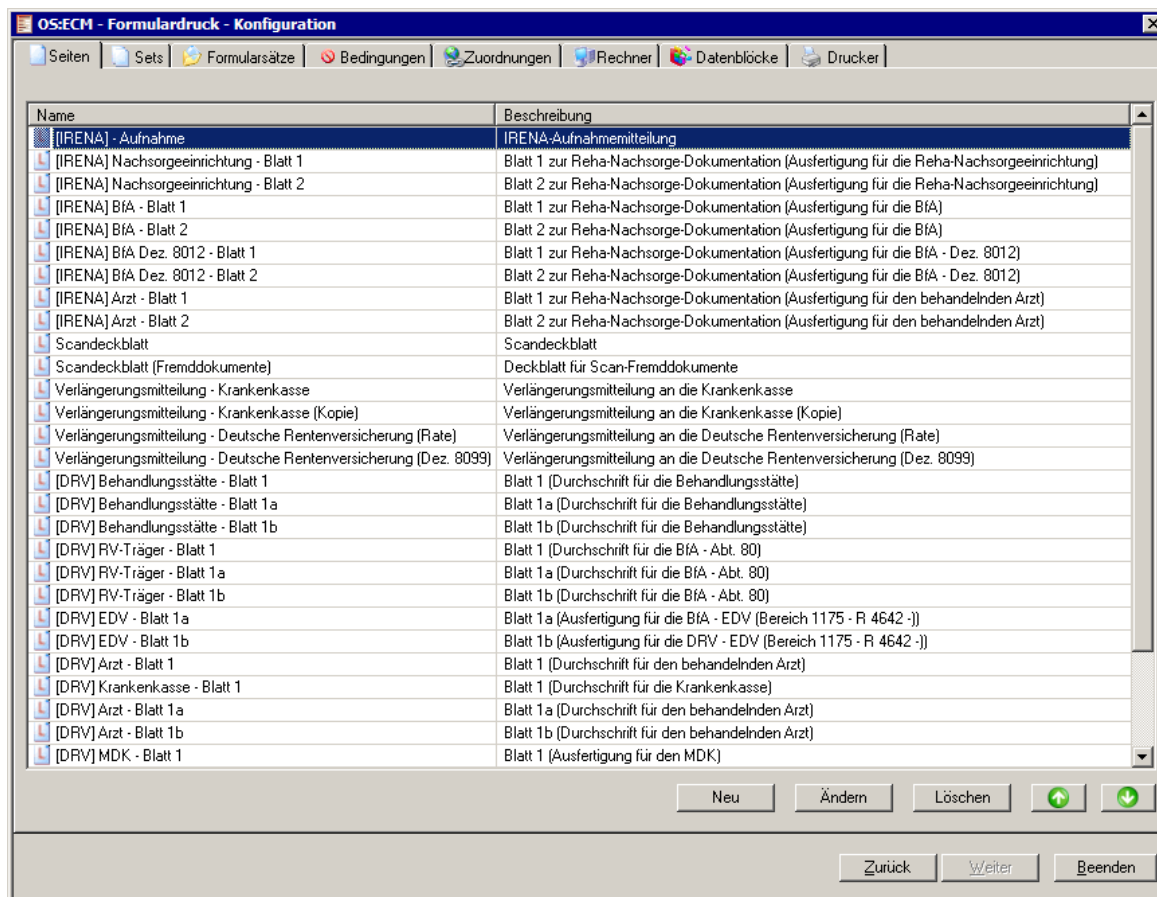 OS:ECM - Formulardruck - Konfiguration
Seiten Sets Formularsätze Bedingungen Zuordnungen Rechner Datenblöcke Drucker
Name Beschreibung
[IRENA] - Aufnahme IRENA-Aufnahmemitteilung
[IRENA] Nachsorgeeinrichtung - Blatt 1 Blatt 1 zur Reha-Nachsorge-Dokumentation (Ausfertigung für die Reha-Nachsorgeeinrichtung)
[IRENA] Nachsorgeeinrichtung - Blatt 2 Blatt 2 zur Reha-Nachsorge-Dokumentation (Ausfertigung für die Reha-Nachsorgeeinrichtung)
[IRENA] BfA - Blatt 1 Blatt 1 zur Reha-Nachsorge-Dokumentation (Ausfertigung für die BfA)
[IRENA] BfA - Blatt 2 Blatt 2 zur Reha-Nachsorge-Dokumentation (Ausfertigung für die BfA)
[IRENA] BfA Dez. 8012 - Blatt 1 Blatt 1 zur Reha-Nachsorge-Dokumentation (Ausfertigung für die BfA - Dez. 8012)
[IRENA] BfA Dez. 8012 - Blatt 2 Blatt 2 zur Reha-Nachsorge-Dokumentation (Ausfertigung für die BfA - Dez. 8012)
[IRENA] Arzt - Blatt 1 Blatt 1 zur Reha-Nachsorge-Dokumentation (Ausfertigung für den behandelnden Arzt)
[IRENA] Arzt - Blatt 2 Blatt 2 zur Reha-Nachsorge-Dokumentation (Ausfertigung für den behandelnden Arzt)
Scandeckblatt Scandeckblatt
Scandeckblatt (Fremddokumente) Deckblatt für Scan-Fremddokumente
Verlängerungsmitteilung - Krankenkasse Verlängerungsmitteilung an die Krankenkasse
Verlängerungsmitteilung - Krankenkasse (Kopie) Verlängerungsmitteilung an die Krankenkasse (Kopie)
Verlängerungsmitteilung - Deutsche Rentenversicherung (Rate) Verlängerungsmitteilung an die Deutsche Rentenversicherung (Rate)
Verlängerungsmitteilung - Deutsche Rentenversicherung (Dez. 8099) Verlängerungsmitteilung an die Deutsche Rentenversicherung (Dez. 8099)
[DRV] Behandlungsstätte - Blatt 1 Blatt 1 (Durchschrift für die Behandlungsstätte)
[DRV] Behandlungsstätte - Blatt 1a Blatt 1a (Durchschrift für die Behandlungsstätte)
[DRV] Behandlungsstätte - Blatt 1b Blatt 1b (Durchschrift für die Behandlungsstätte)
[DRV] RV-Träger - Blatt 1 Blatt 1 (Durchschrift für die BfA - Abt. 80)
[DRV] RV-Träger - Blatt 1a Blatt 1a (Durchschrift für die BfA - Abt. 80)
[DRV] RV-Träger - Blatt 1b Blatt 1b (Durchschrift für die BfA - Abt. 80)
[DRV] EDV - Blatt 1a Blatt 1a (Ausfertigung für die BfA - EDV (Bereich 1175 - R 4642 -))
[DRV] EDV - Blatt 1b Blatt 1b (Ausfertigung für die DRV - EDV (Bereich 1175 - R 4642 -))
[DRV] Arzt - Blatt 1 Blatt 1 (Durchschrift für den behandelnden Arzt)
[DRV] Krankenkasse - Blatt 1 Blatt 1 (Durchschrift für die Krankenkasse)
[DRV] Arzt - Blatt 1a Blatt 1a (Durchschrift für den behandelnden Arzt)
[DRV] Arzt - Blatt 1b Blatt 1b (Durchschrift für den behandelnden Arzt)
[DRV] MDK - Blatt 1 Blatt 1 (Ausfertigung für den MDK)
Neu Ändern Löschen
Zurück Weiter Beenden